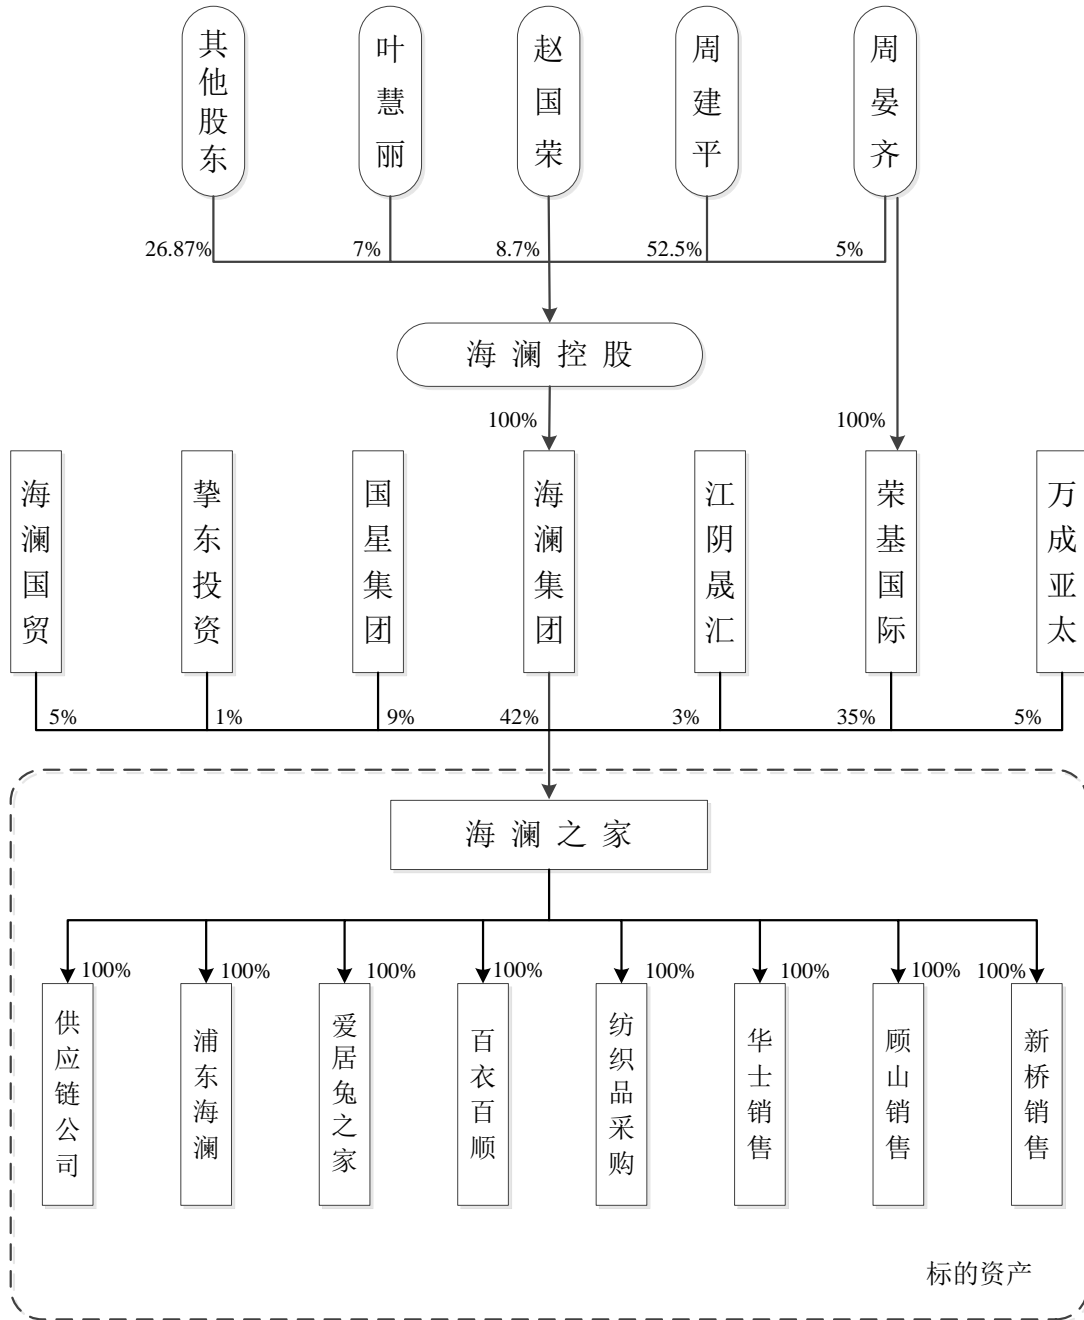 其他股东
叶慧丽
赵国荣
周建平
周晏齐
26.87%
7%
8.7%
52.5%
5%
海澜控股
100%
100%
海澜国贸
挚东投资
国星集团
海澜集团
江阴晟汇
荣基国际
万成亚太
5%
1%
9%
42%
3%
35%
5%
海澜之家
100%
100%
100%
100%
100%
100%
100%
100%
供应链公司
浦东海澜
爱居兔之家
百衣百顺
纺织品采购
华士销售
顾山销售
新桥销售
标的资产